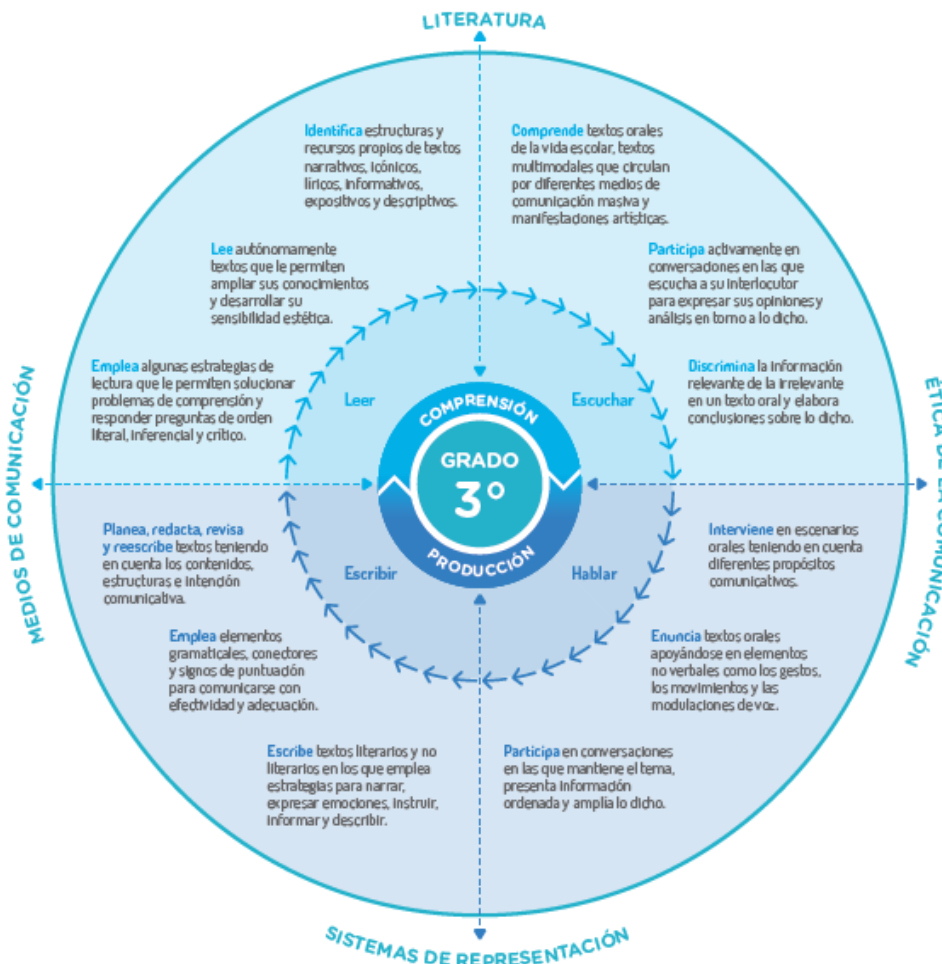 LITERATURA
Identifica estructuras y
recursos propios de textos
narrativos, icónicos,
líricos, informativos,
expositivos y descriptivos.
Comprende textos orales
de la vida escolar, textos
multimodales que circulan
por diferentes medios de
comunicación masiva y
manifestaciones artísticas.
Lee autónomamente
textos que le permiten
ampliar sus conocimientos
y desarrollar su
sensibilidad estética.
Participa activamente en
conversaciones en las que
escucha a su interlocutor
para expresar sus opiniones y
análisis en torno a lo dicho.
Emplea algunas estrategias de
lectura que le permiten solucionar
problemas de comprensión y
responder preguntas de orden
literal, inferencial y crítico.
Discrimina la información
relevante de la irrelevante
en un texto oral y elabora
conclusiones sobre lo dicho.
Leer
Escuchar
COMPRENSIÓN
GRADO
3°
PRODUCCIÓN
Escribir
Hablar
MEDIOS DE COMUNICACIÓN
ÉTICA DE LA COMUNICACIÓN
Planea, redacta, revisa
y reescribe textos teniendo
en cuenta los contenidos,
estructuras e intención
comunicativa.
Interviene en escenarios
orales teniendo en cuenta
diferentes propósitos
comunicativos.
Emplea elementos
gramaticales, conectores
y signos de puntuación
para comunicarse con
efectividad y adecuación.
Enuncia textos orales
apoyándose en elementos
no verbales como los gestos,
los movimientos y las
modulaciones de voz.
Escribe textos literarios y no
literarios en los que emplea
estrategias para narrar,
expresar emociones, instruir,
informar y describir.
Participa en conversaciones
en las que mantiene el tema,
presenta información
ordenada y amplía lo dicho.
SISTEMAS DE REPRESENTACIÓN